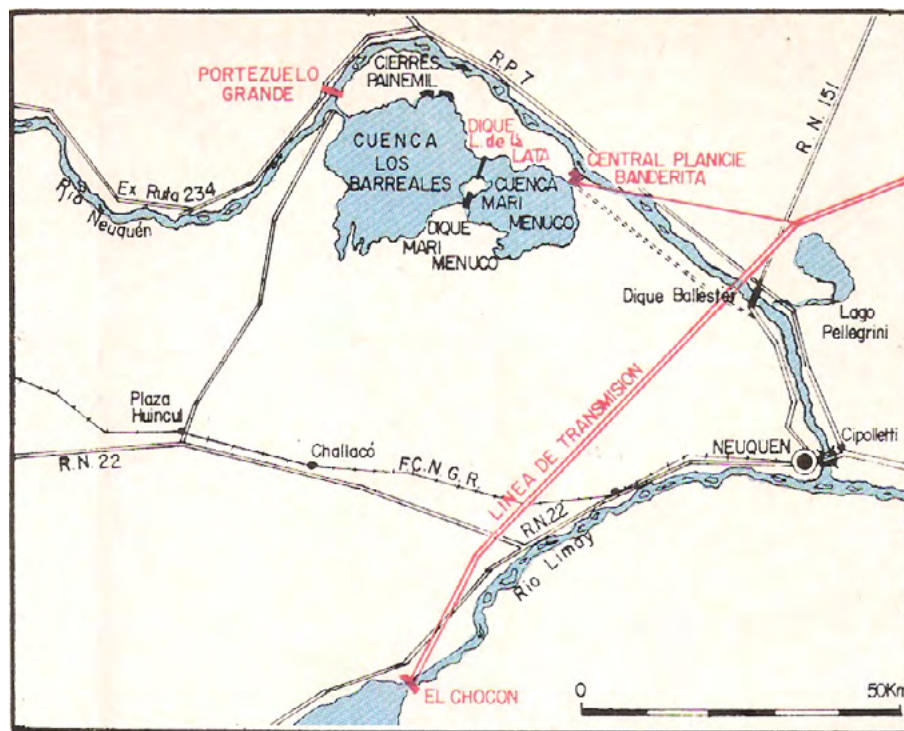 R.P. 7
R.N. 151
PORTEZUELO
GRANDE
CIERRES
PAINEMIL
DIQUE
L. de la
LATA
CUENCA
LOS
BARREALES
CENTRAL PLANICIE
BANDERITA
CUENCA
MARI
MENUCO
Ex Ruta 234
Río Neuquén
DIQUE
MARI
MENUCO
Dique Ballester
Lago
Pellegrini
Plaza
Huincul
Challacó
F.C.N.G.R.
R.N. 22
LINEA DE TRANSMISION
NEUQUEN
Cipolletti
R.N.22
Rio Limay
EL CHOCON
0
50Km